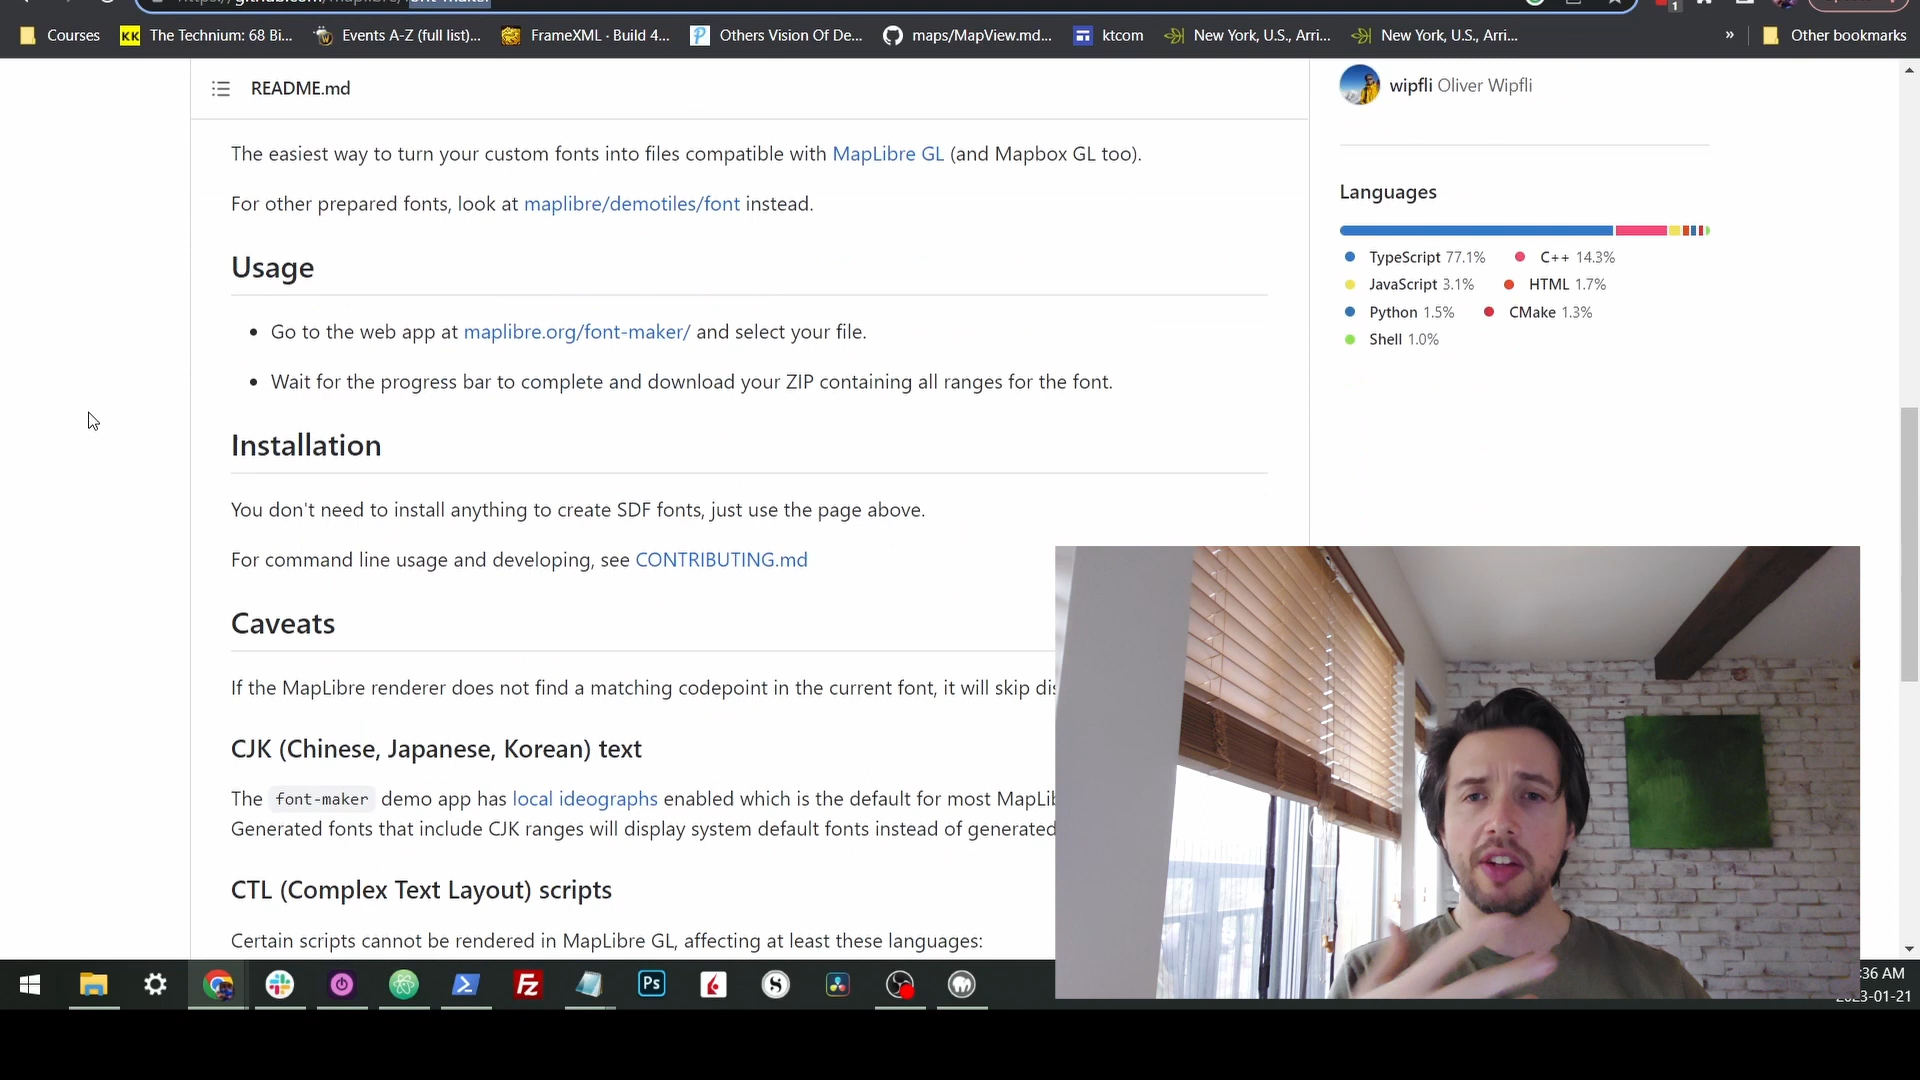 Courses
KK The Technium: 68 Bi...
Events A-Z (full list)...
FrameXML · Build 4...
Others Vision Of De...
maps/MapView.md...
ktcom
New York, U.S., Arri...
New York, U.S., Arri...
»
Other bookmarks
README.md
The easiest way to turn your custom fonts into files compatible with MapLibre GL (and Mapbox GL too).
For other prepared fonts, look at maplibre/demotiles/font instead.
Usage
Go to the web app at maplibre.org/font-maker/ and select your file.
Wait for the progress bar to complete and download your ZIP containing all ranges for the font.
Installation
You don't need to install anything to create SDF fonts, just use the page above.
For command line usage and developing, see CONTRIBUTING.md
Caveats
If the MapLibre renderer does not find a matching codepoint in the current font, it will skip dis
CJK (Chinese, Japanese, Korean) text
The font-maker demo app has local ideographs enabled which is the default for most MapLib
Generated fonts that include CJK ranges will display system default fonts instead of generated
CTL (Complex Text Layout) scripts
Certain scripts cannot be rendered in MapLibre GL, affecting at least these languages:
wipfli Oliver Wipfli
Languages
TypeScript 77.1% C++ 14.3%
JavaScript 3.1% HTML 1.7%
Python 1.5% CMake 1.3%
Shell 1.0%
Ps
:36 AM
2023-01-21